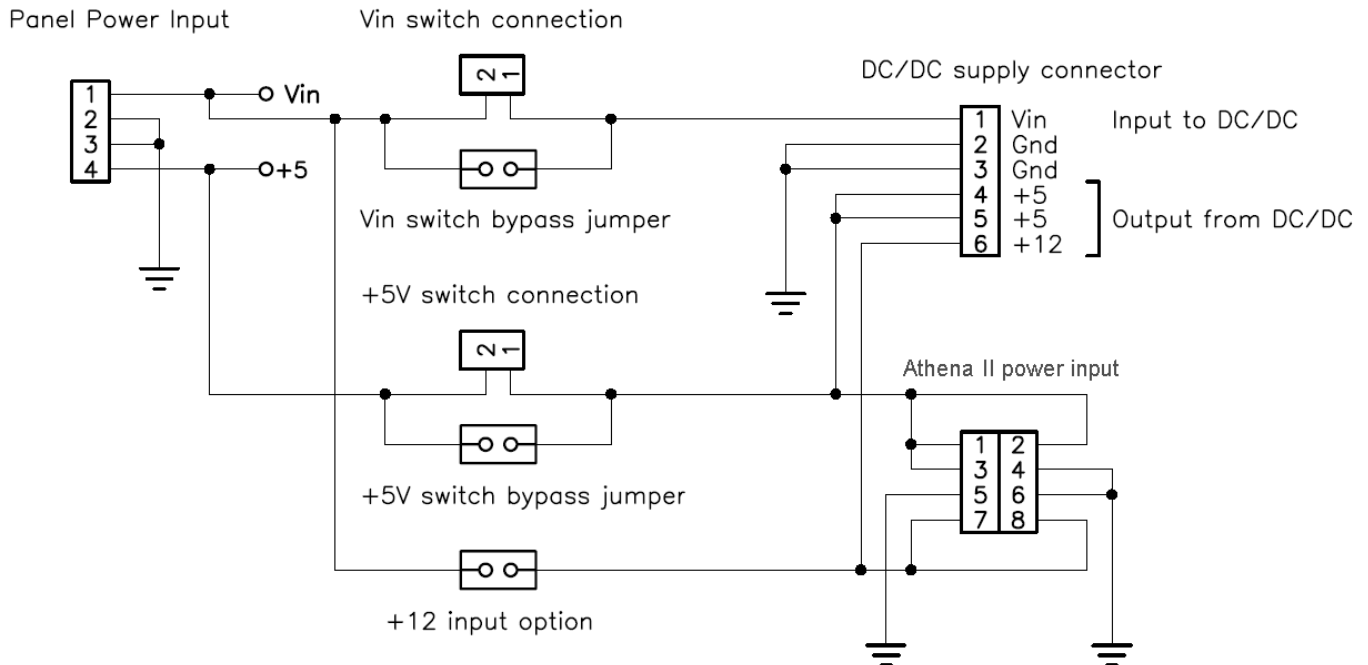 Panel Power Input
Vin switch connection
2 1
DC/DC supply connector
1
2
3
4
Vin
+5
1 Vin
2 Gnd
3 Gnd
4 +5
5 +5
6 +12
Input to DC/DC
Output from DC/DC
Vin switch bypass jumper
+5V switch connection
2 1
Athena II power input
1 2
3 4
5 6
7 8
+5V switch bypass jumper
+12 input option